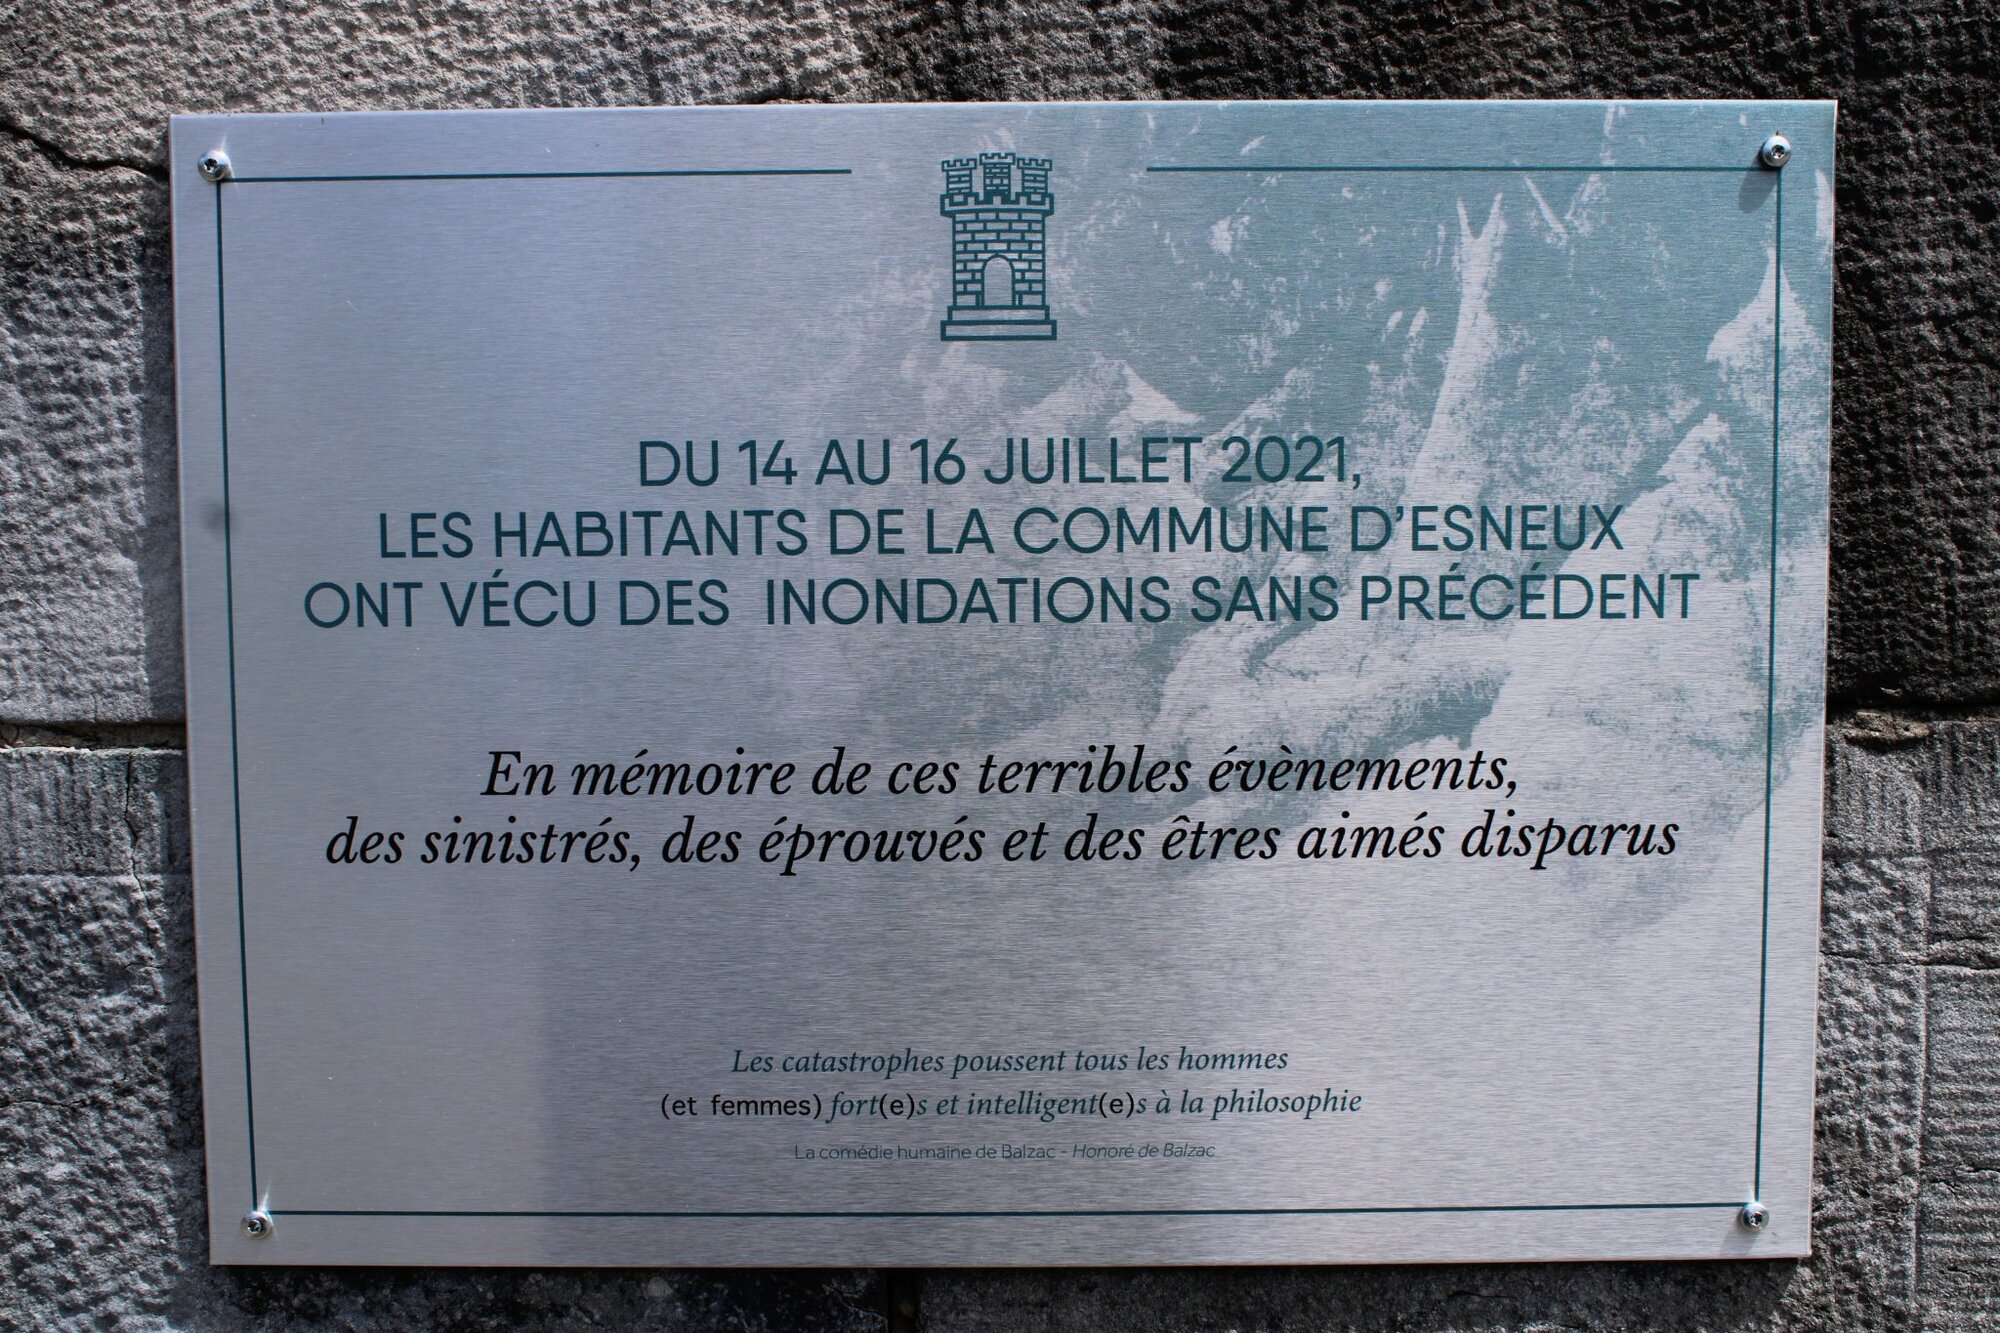 DU 14 AU 16 JUILLET 2021,
LES HABITANTS DE LA COMMUNE D'ESNEUX
ONT VÉCU DES INONDATIONS SANS PRÉCÉDENT
En mémoire de ces terribles évènements,
des sinistrés, des éprouvés et des êtres aimés disparus
Les catastrophes poussent tous les hommes
(et femmes) fort(e)s et intelligent(e)s à la philosophie
La comédie humaine de Balzac - Honoré de Balzac